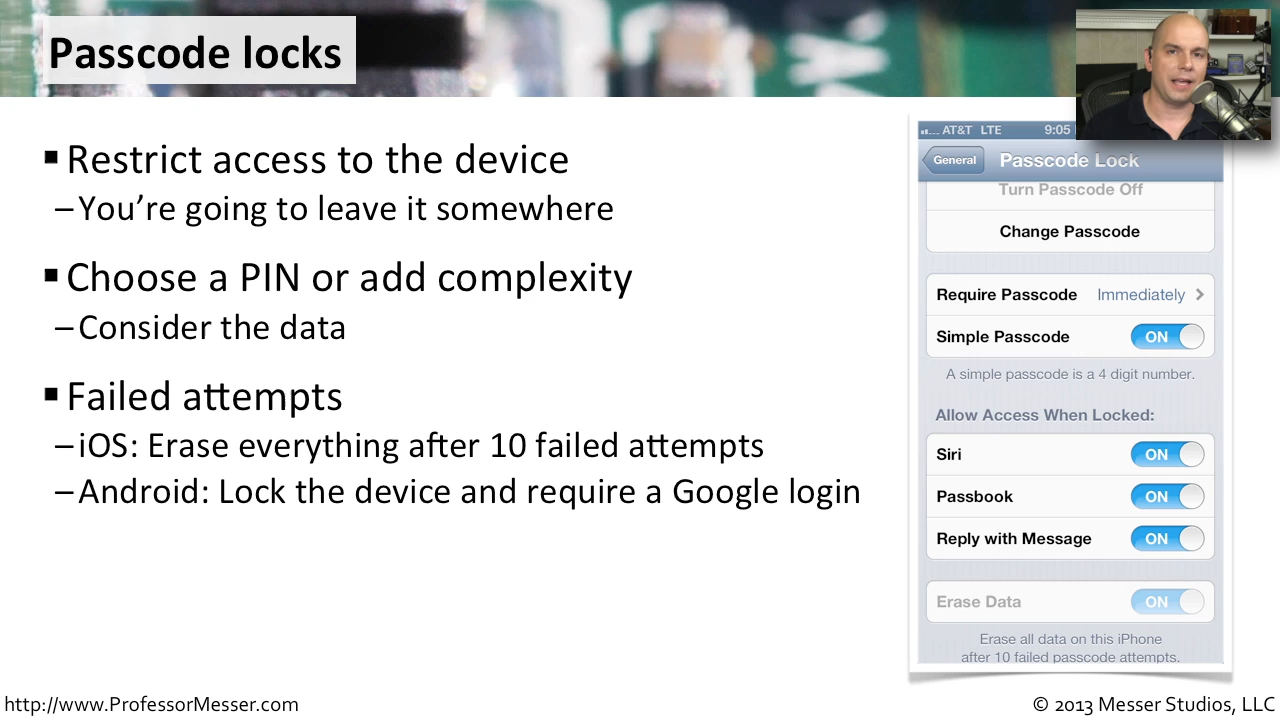 Passcode locks
▪ Restrict access to the device
– You’re going to leave it somewhere
▪ Choose a PIN or add complexity
– Consider the data
▪ Failed attempts
– iOS: Erase everything after 10 failed attempts
– Android: Lock the device and require a Google login
AT&T LTE 9:05
General Passcode Lock
Turn Passcode Off
Change Passcode
Require Passcode Immediately
Simple Passcode ON
A simple passcode is a 4 digit number.
Allow Access When Locked:
Siri ON
Passbook ON
Reply with Message ON
Erase Data ON
Erase all data on this iPhone
after 10 failed passcode attempts.
http://www.ProfessorMesser.com
© 2013 Messer Studios, LLC